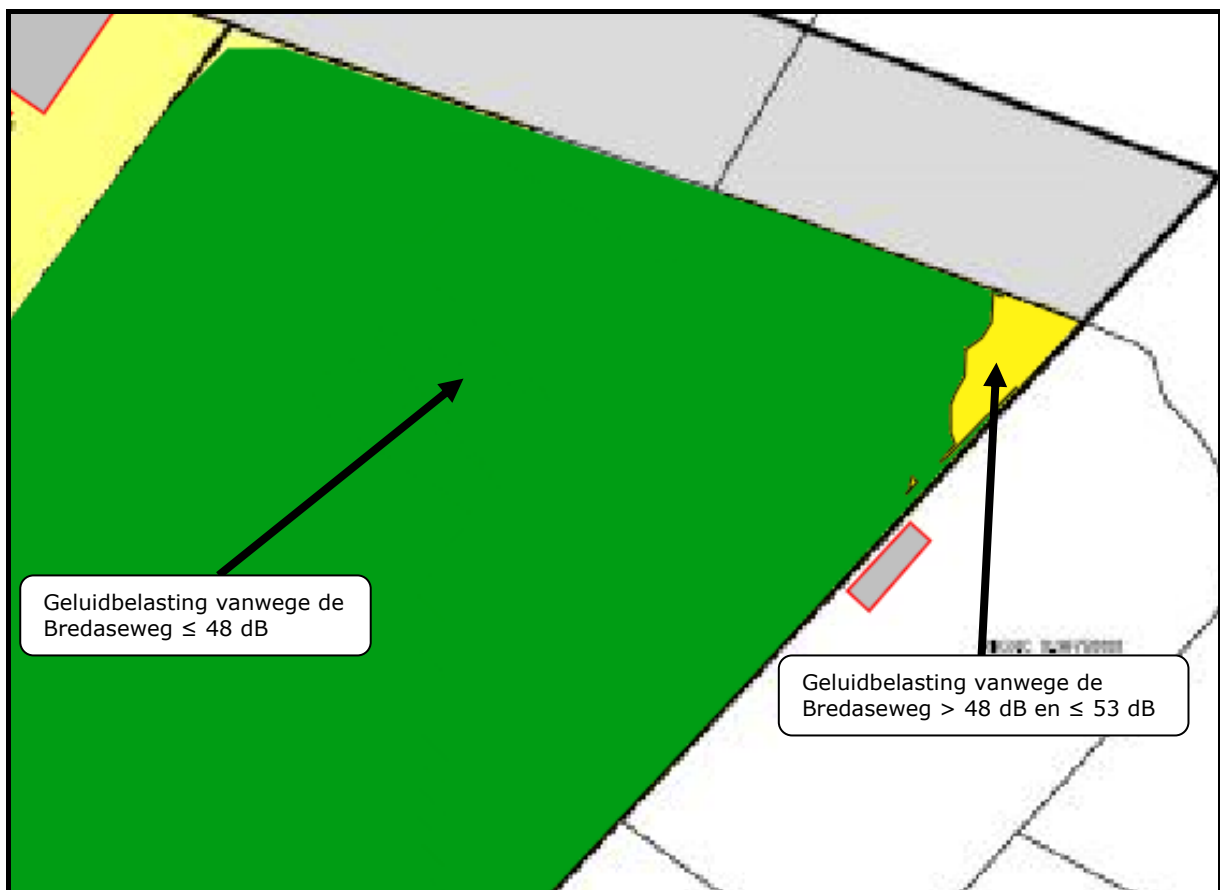 Geluidbelasting vanwege de
Bredaseweg ≤ 48 dB
Geluidbelasting vanwege de
Bredaseweg > 48 dB en ≤ 53 dB